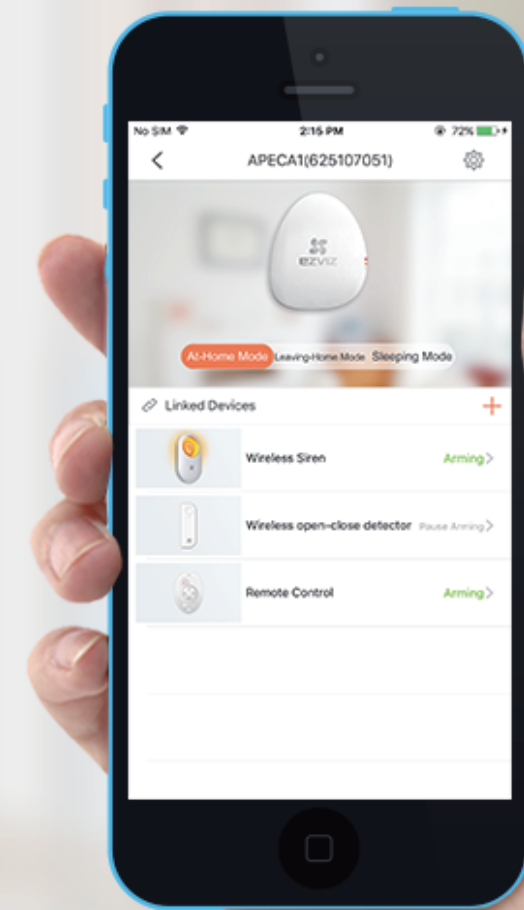 No SIM 2:15 PM 72%
APECA1(625107051)
ezviz
At-Home Mode Leaving-Home Mode Sleeping Mode
Linked Devices
Wireless Siren Arming
Wireless open-close detector Pause Arming
Remote Control Arming